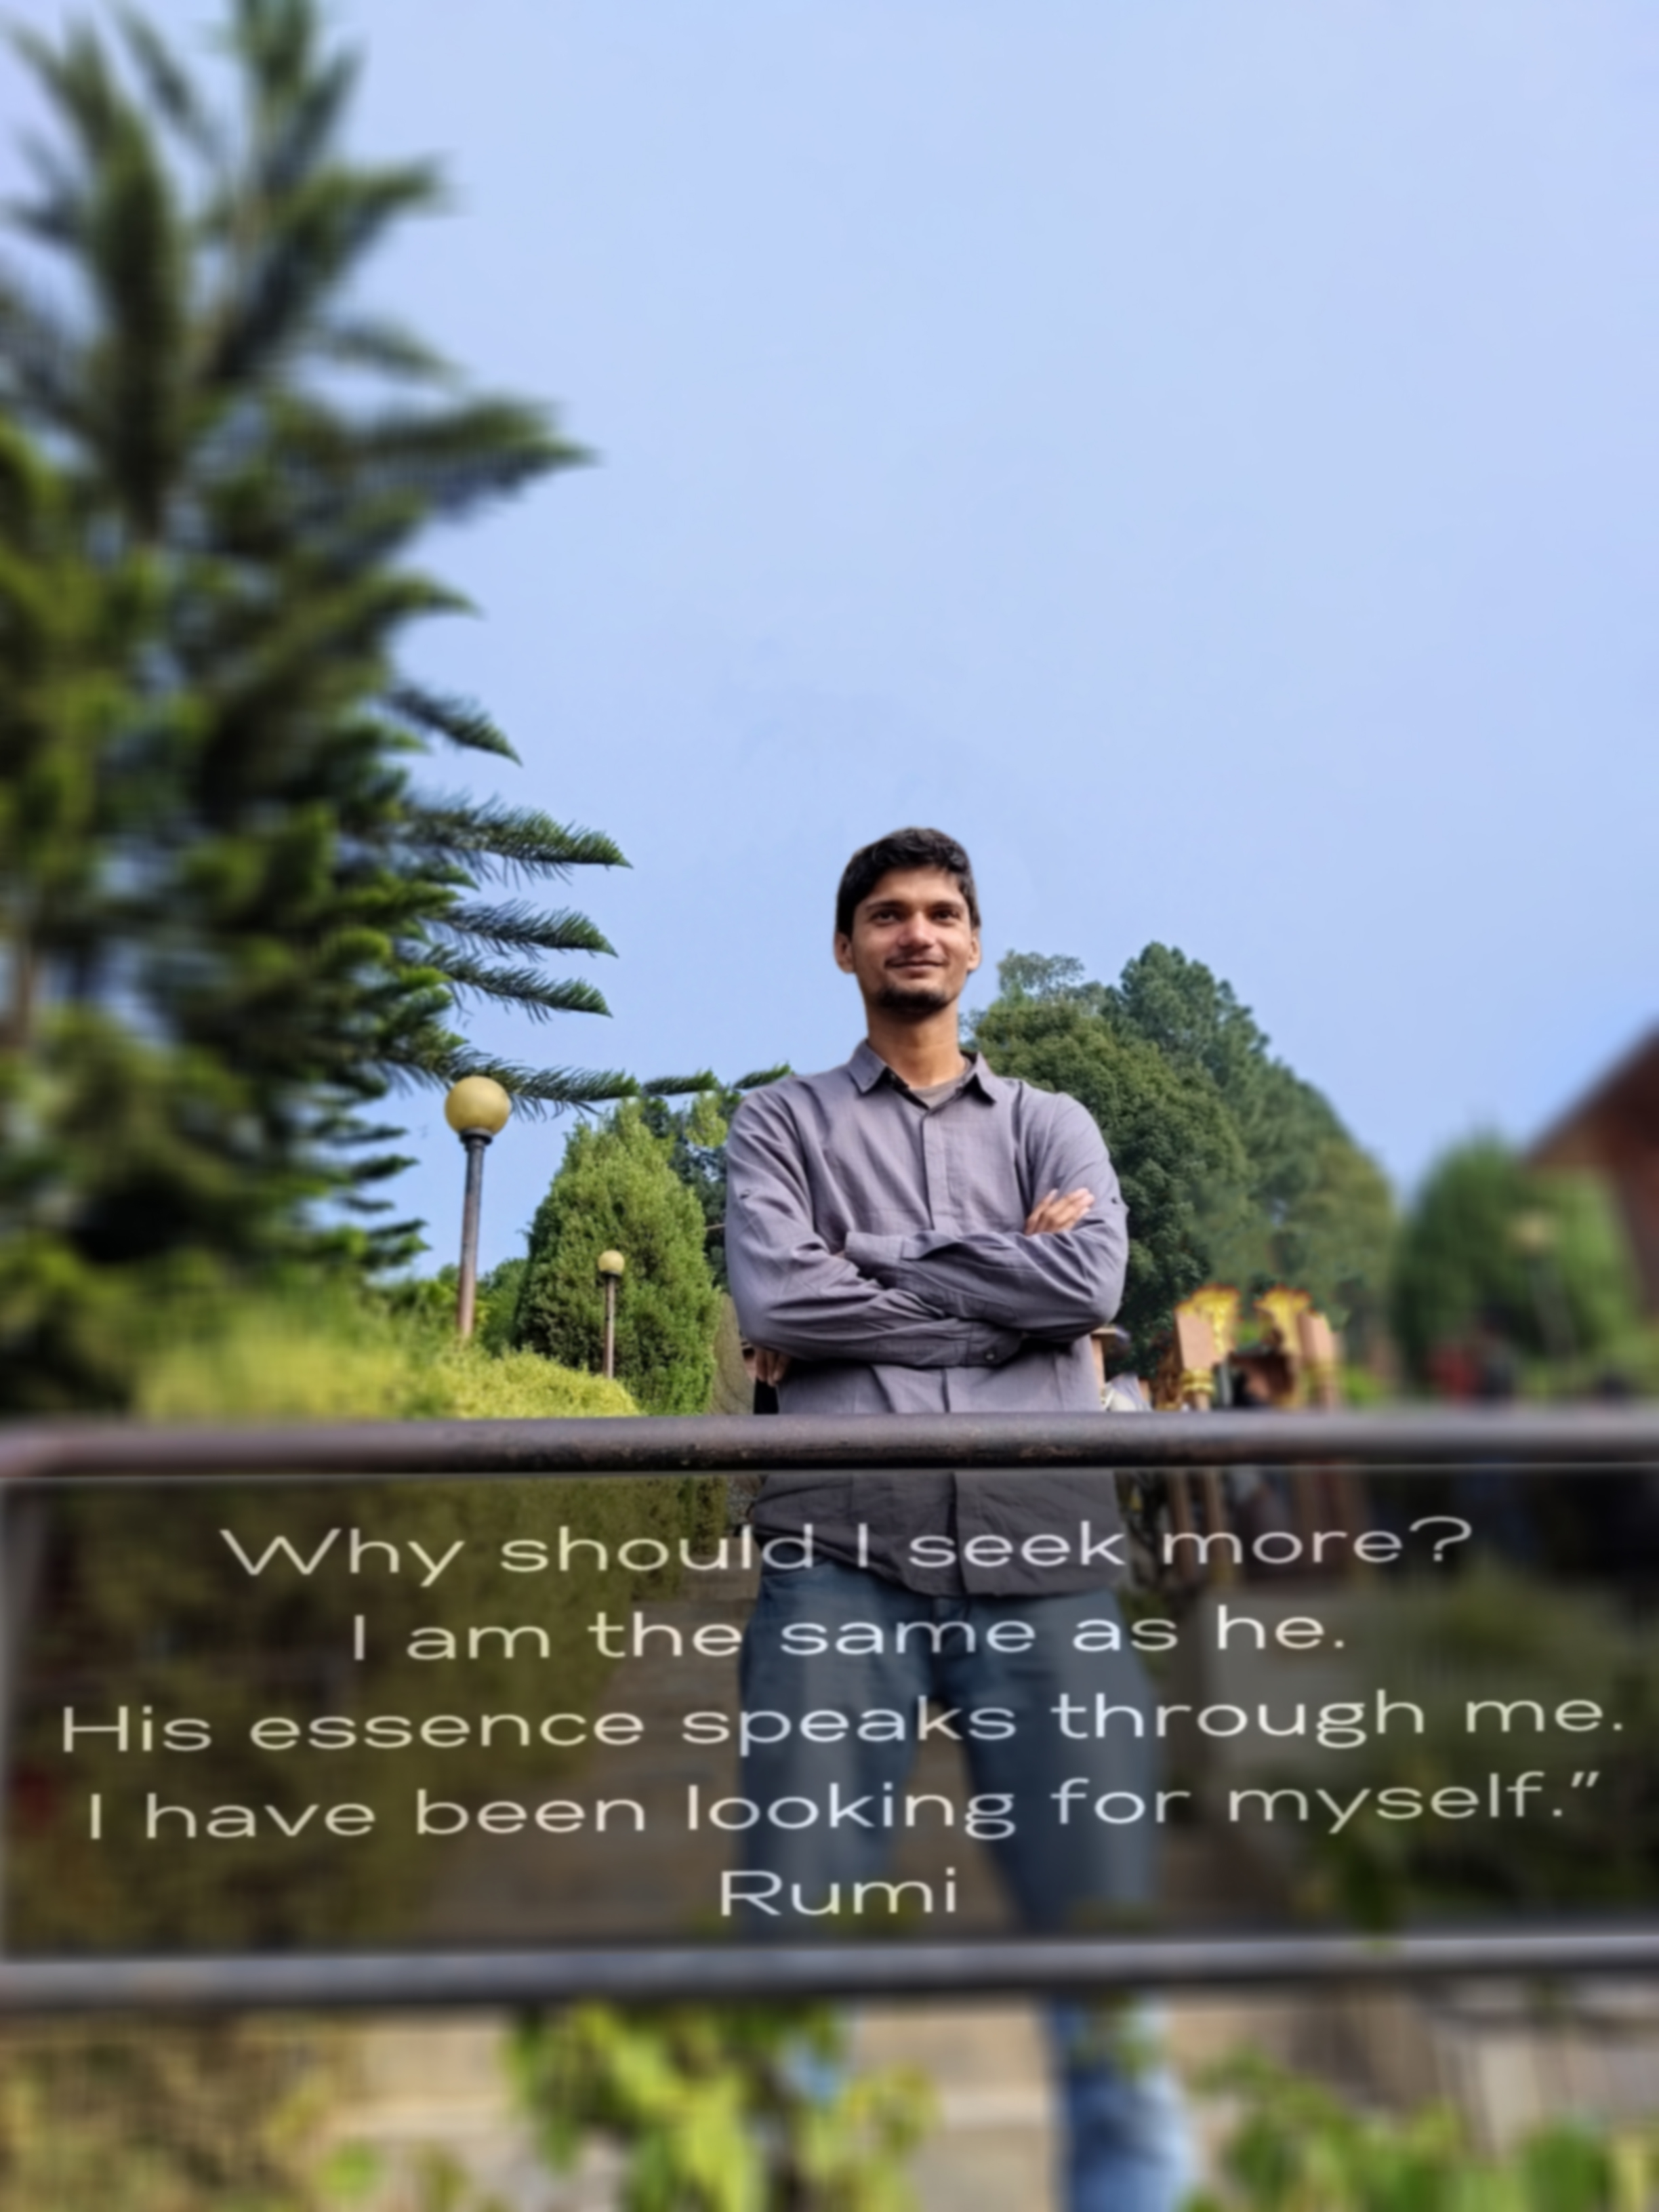 Why should I seek more?
I am the same as he.
His essence speaks through me.
I have been looking for myself.”
Rumi